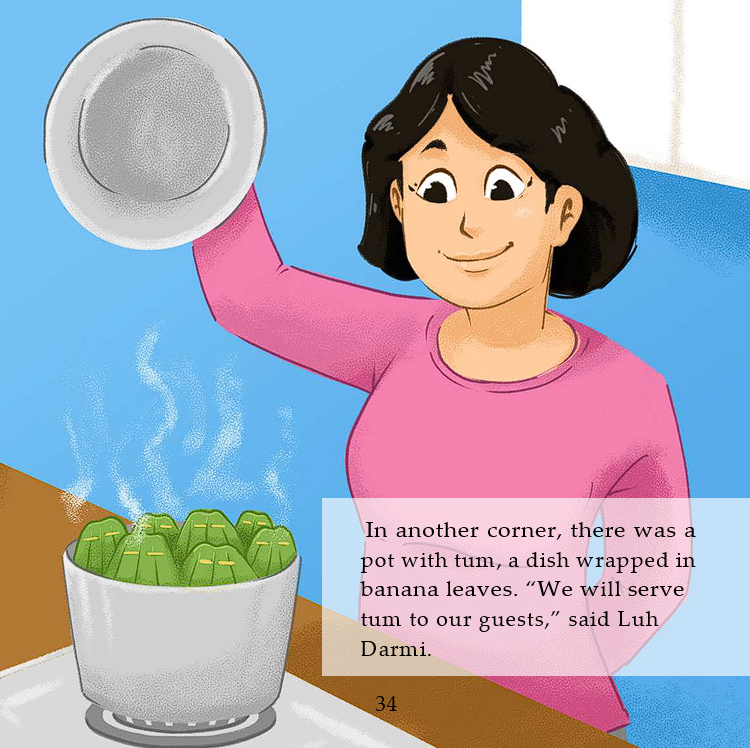 In another corner, there was a
pot with tum, a dish wrapped in
banana leaves. “We will serve
tum to our guests,” said Luh
Darmi.
34